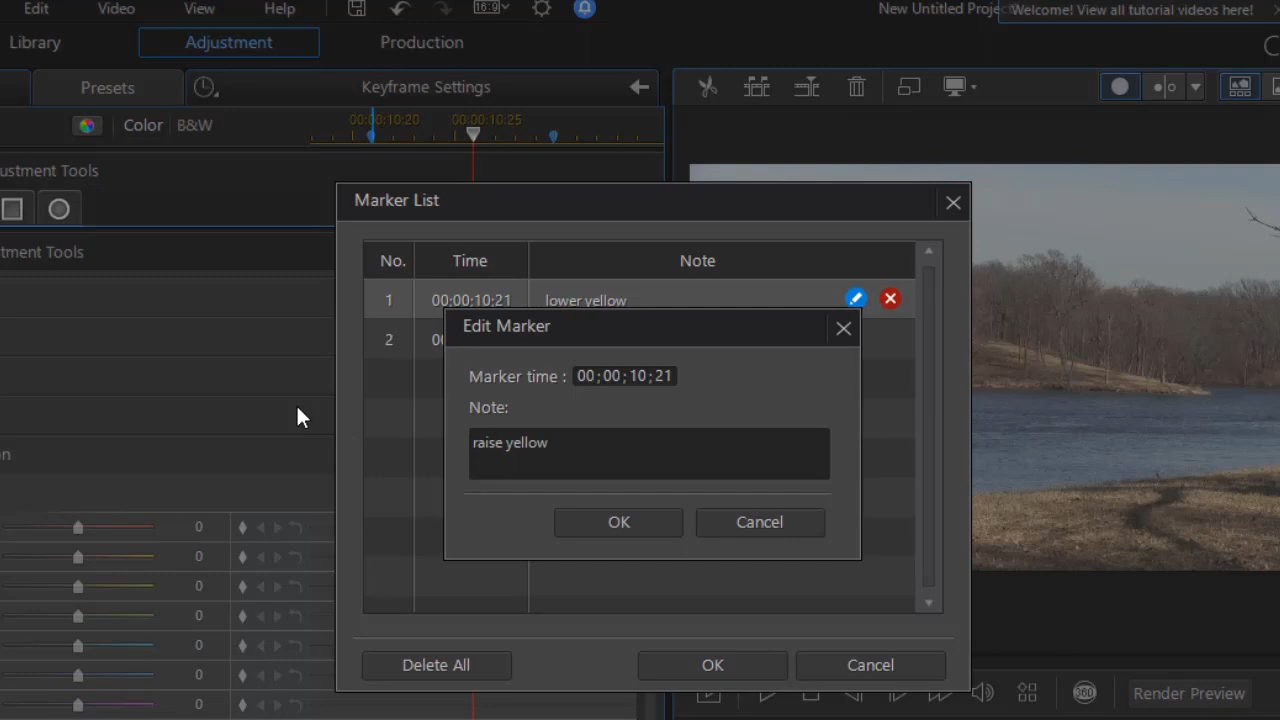 Edit Video View Help 16:9 New Untitled Projec Welcome! View all tutorial videos here!
Library Adjustment Production
Presets Keyframe Settings
Color B&W 00:00:10:20 00:00:10:25
ustment Tools
Marker List
tment Tools
No. Time Note
1 00;00;10;21 lower yellow
2 00
Edit Marker
Marker time : 00;00;10;21
Note:
raise yellow
n
OK Cancel
0
0
0
0
0
0
0
Delete All OK Cancel
360 Render Preview